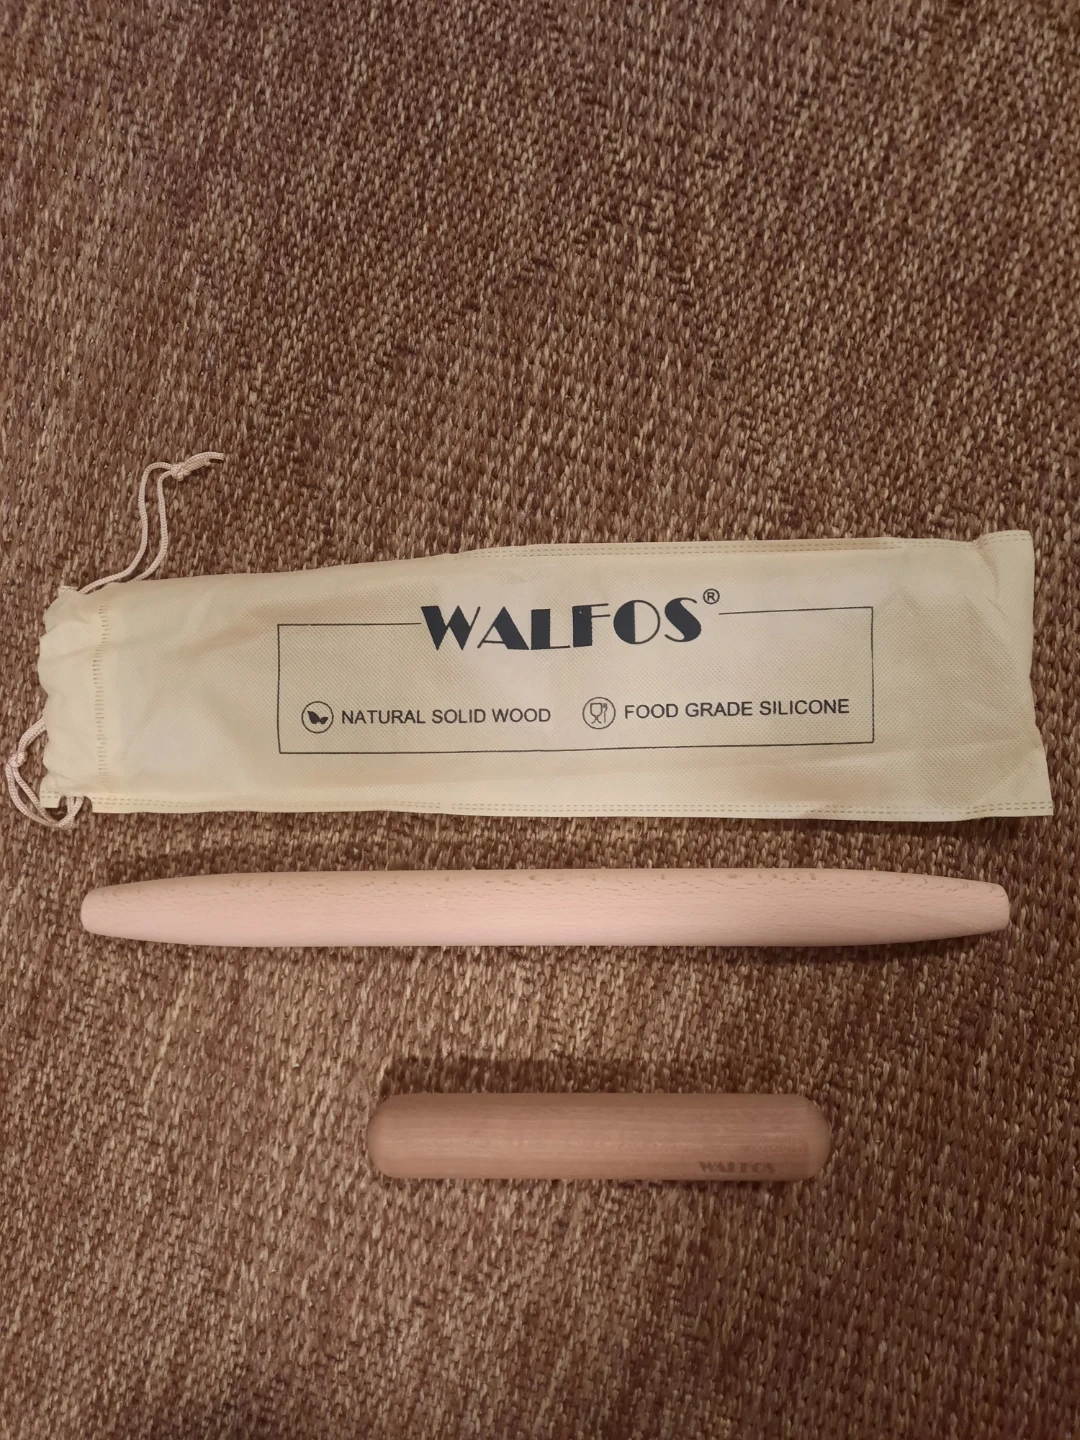 WALFOS®
NATURAL SOLID WOOD FOOD GRADE SILICONE
WALFOS